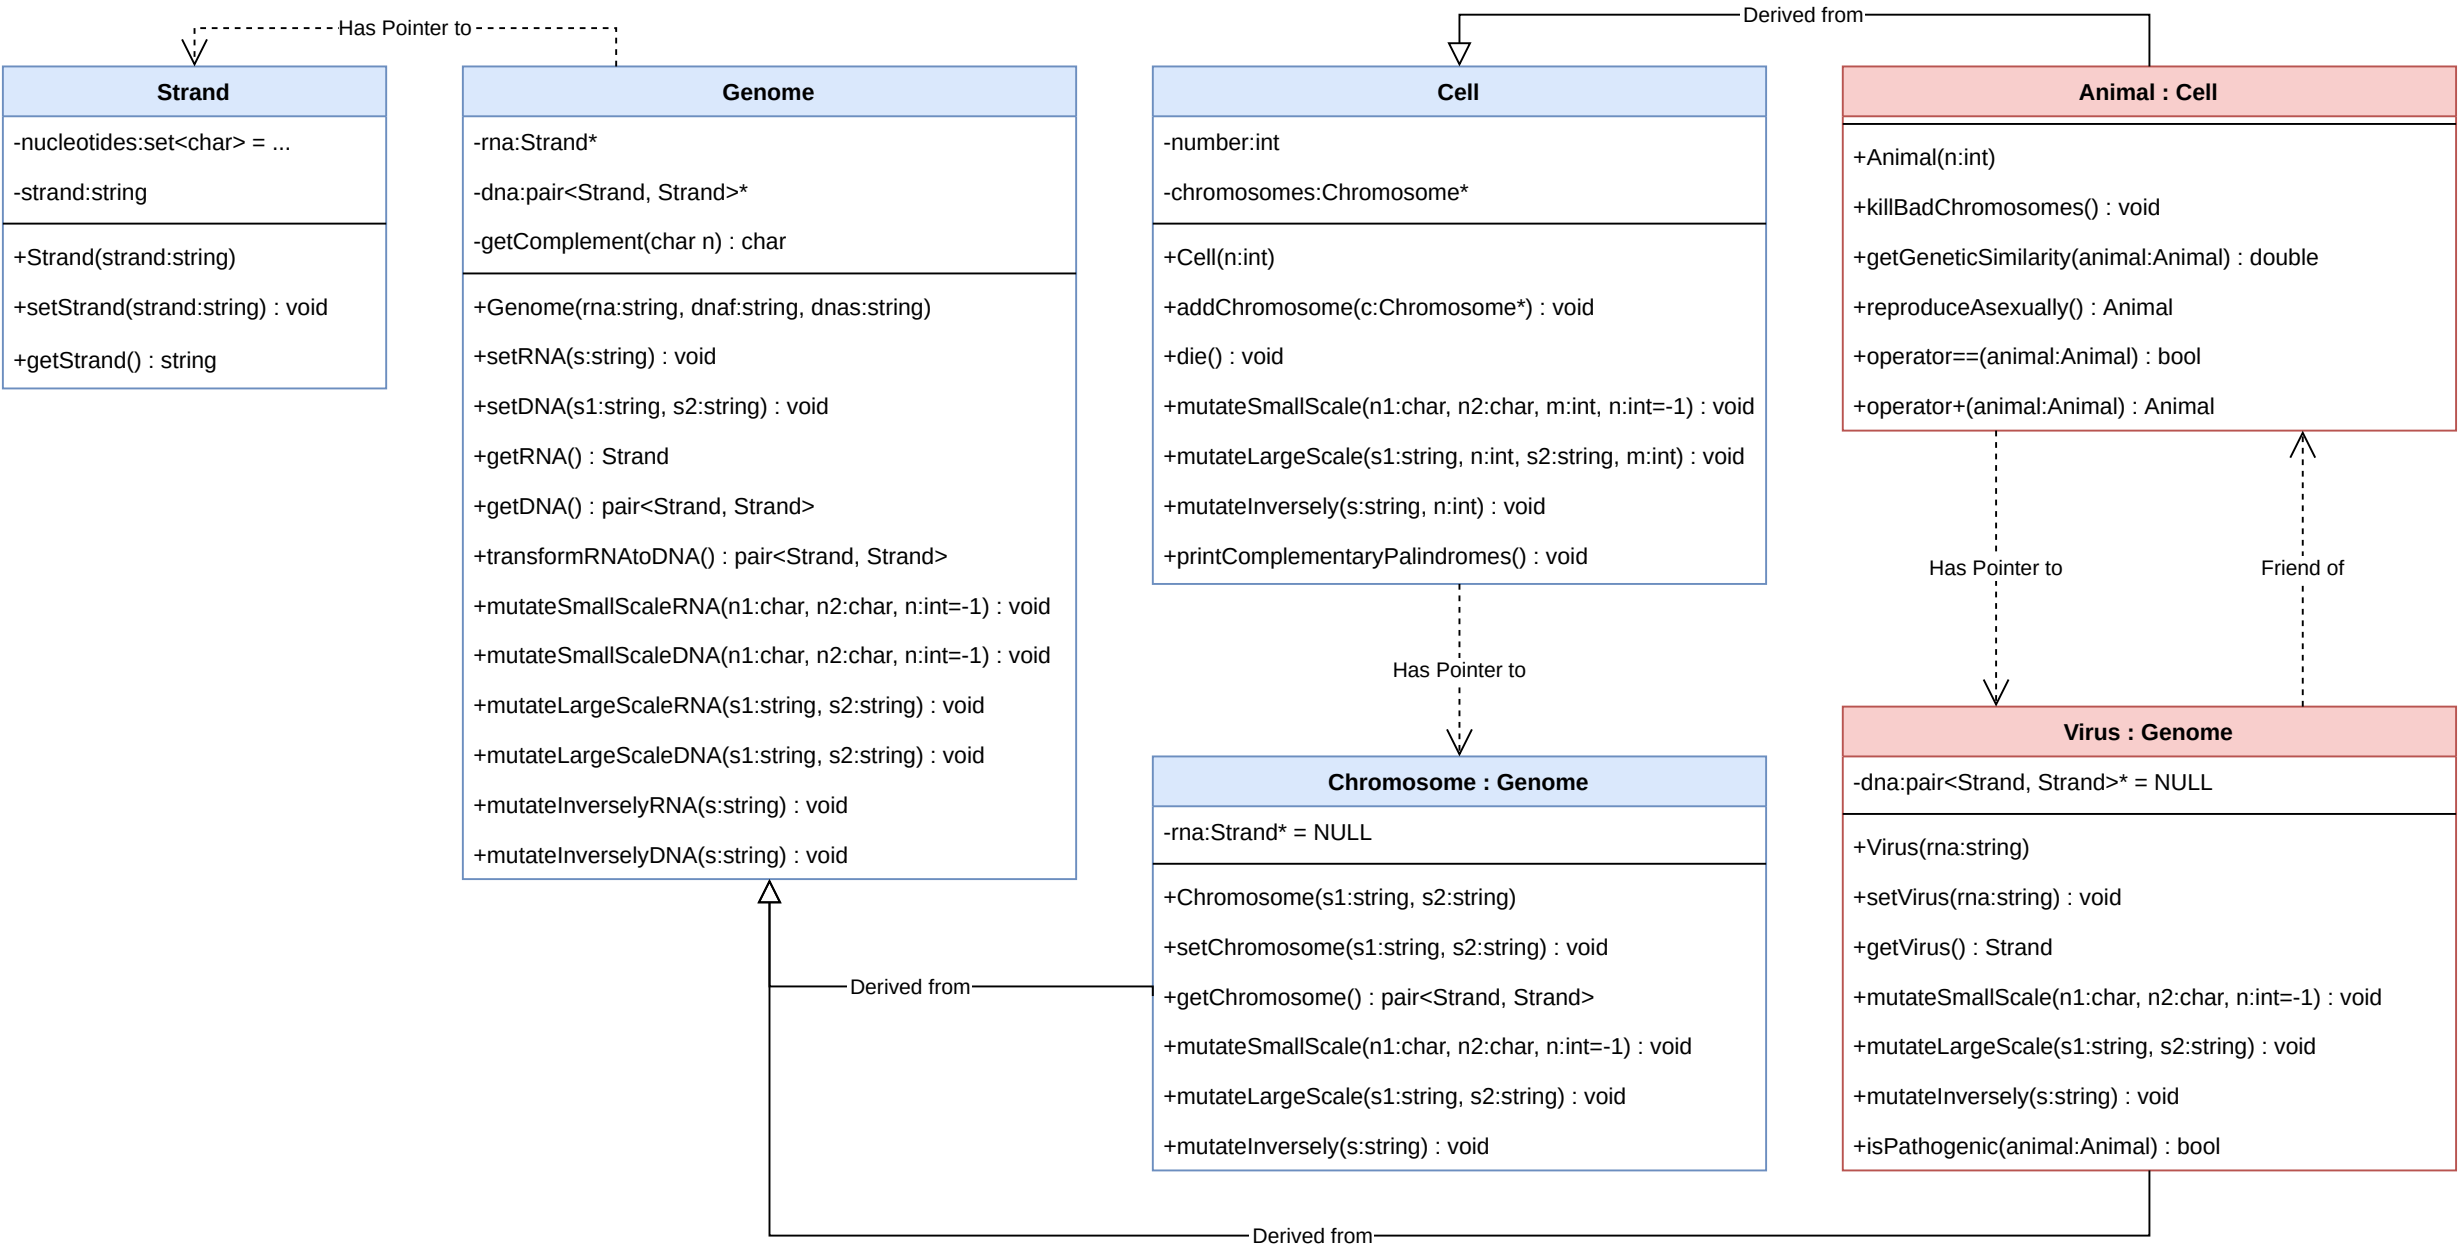 Has Pointer to
Derived from
Strand
-nucleotides:set<char> = ...
-strand:string
+Strand(strand:string)
+setStrand(strand:string) : void
+getStrand() : string
Genome
-rna:Strand*
-dna:pair<Strand, Strand>*
-getComplement(char n) : char
+Genome(rna:string, dnaf:string, dnas:string)
+setRNA(s:string) : void
+setDNA(s1:string, s2:string) : void
+getRNA() : Strand
+getDNA() : pair<Strand, Strand>
+transformRNAtoDNA() : pair<Strand, Strand>
+mutateSmallScaleRNA(n1:char, n2:char, n:int=-1) : void
+mutateSmallScaleDNA(n1:char, n2:char, n:int=-1) : void
+mutateLargeScaleRNA(s1:string, s2:string) : void
+mutateLargeScaleDNA(s1:string, s2:string) : void
+mutateInverselyRNA(s:string) : void
+mutateInverselyDNA(s:string) : void
Cell
-number:int
-chromosomes:Chromosome*
+Cell(n:int)
+addChromosome(c:Chromosome*) : void
+die() : void
+mutateSmallScale(n1:char, n2:char, m:int, n:int=-1) : void
+mutateLargeScale(s1:string, n:int, s2:string, m:int) : void
+mutateInversely(s:string, n:int) : void
+printComplementaryPalindromes() : void
Animal : Cell
+Animal(n:int)
+killBadChromosomes() : void
+getGeneticSimilarity(animal:Animal) : double
+reproduceAsexually() : Animal
+operator==(animal:Animal) : bool
+operator+(animal:Animal) : Animal
Has Pointer to
Has Pointer to
Friend of
Chromosome : Genome
-rna:Strand* = NULL
+Chromosome(s1:string, s2:string)
+setChromosome(s1:string, s2:string) : void
+getChromosome() : pair<Strand, Strand>
+mutateSmallScale(n1:char, n2:char, n:int=-1) : void
+mutateLargeScale(s1:string, s2:string) : void
+mutateInversely(s:string) : void
Virus : Genome
-dna:pair<Strand, Strand>* = NULL
+Virus(rna:string)
+setVirus(rna:string) : void
+getVirus() : Strand
+mutateSmallScale(n1:char, n2:char, n:int=-1) : void
+mutateLargeScale(s1:string, s2:string) : void
+mutateInversely(s:string) : void
+isPathogenic(animal:Animal) : bool
Derived from
Derived from